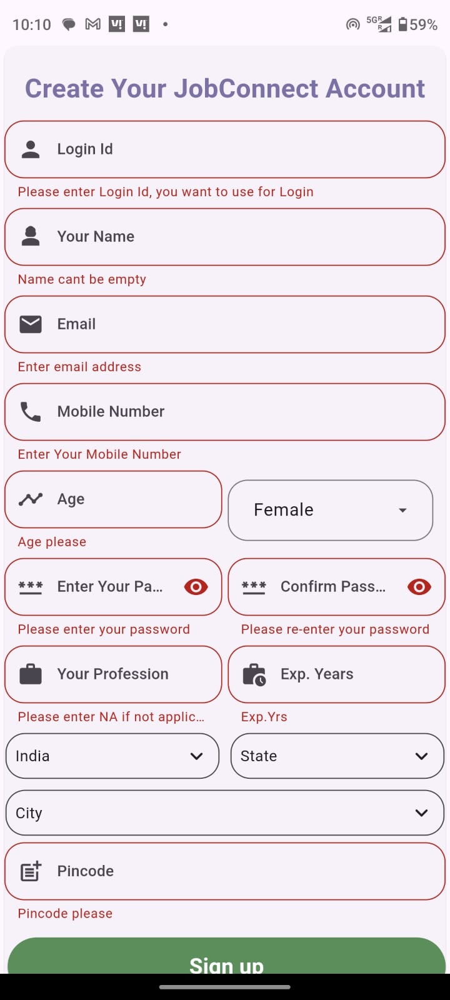 10:10 5G R R 59%
Create Your JobConnect Account
Login Id
Please enter Login Id, you want to use for Login
Your Name
Name cant be empty
Email
Enter email address
Mobile Number
Enter Your Mobile Number
Age
Female
Age please
*** Enter Your Pa... *** Confirm Pass...
Please enter your password Please re-enter your password
Your Profession Exp. Years
Please enter NA if not applic... Exp.Yrs
India State
City
Pincode
Pincode please
Sign up